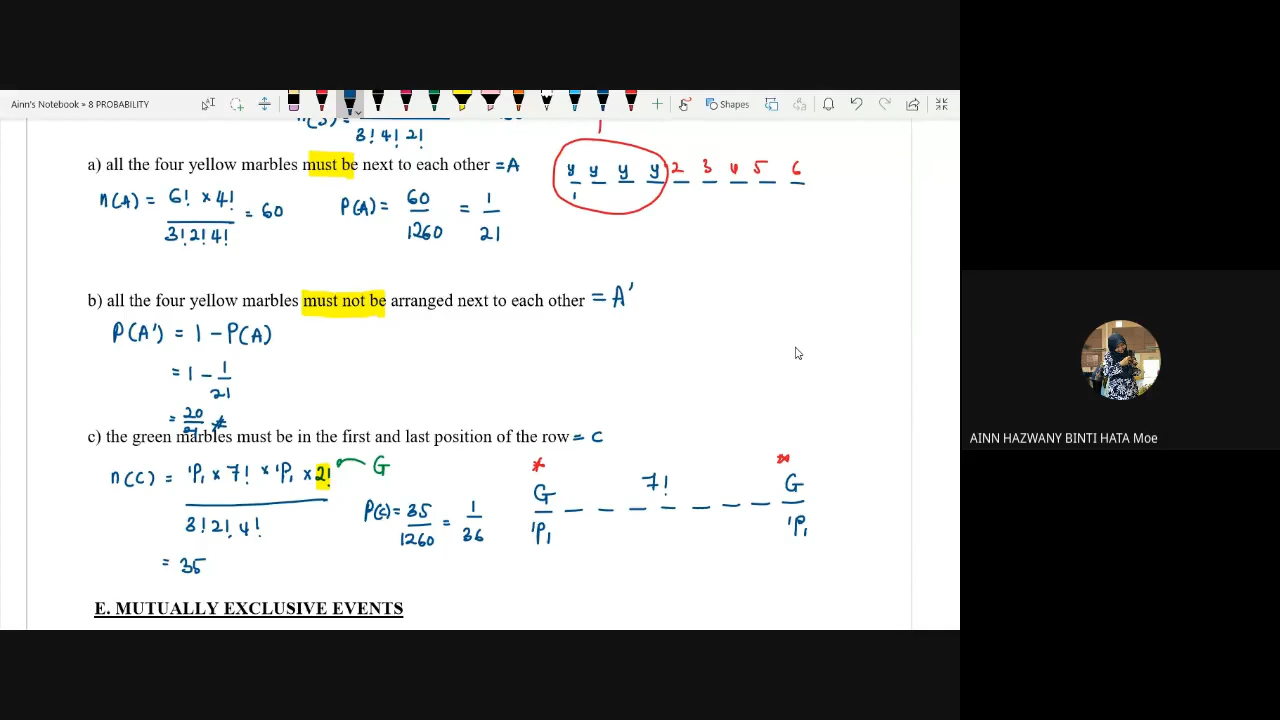 Ainn's Notebook > 8 PROBABILITY
Shapes
3! 4! 2!
1
a) all the four yellow marbles must be next to each other = A
y y y y 2 3 4 5 6
1
n(A) = 6! × 4! / 3! 2! 4! = 60
P(A) = 60 / 1260 = 1 / 21
b) all the four yellow marbles must not be arranged next to each other = A'
P(A') = 1 - P(A)
= 1 - 1 / 21
= 20 / 21 *
c) the green marbles must be in the first and last position of the row = C
n(C) = ¹P₁ × 7! × ¹P₁ × 2! / 3! 2! 4!
G
P(C) = 35 / 1260 = 1 / 36
= 35
* *
G 7! G
¹P₁ ¹P₁
E. MUTUALLY EXCLUSIVE EVENTS
AINN HAZWANY BINTI HATA Moe